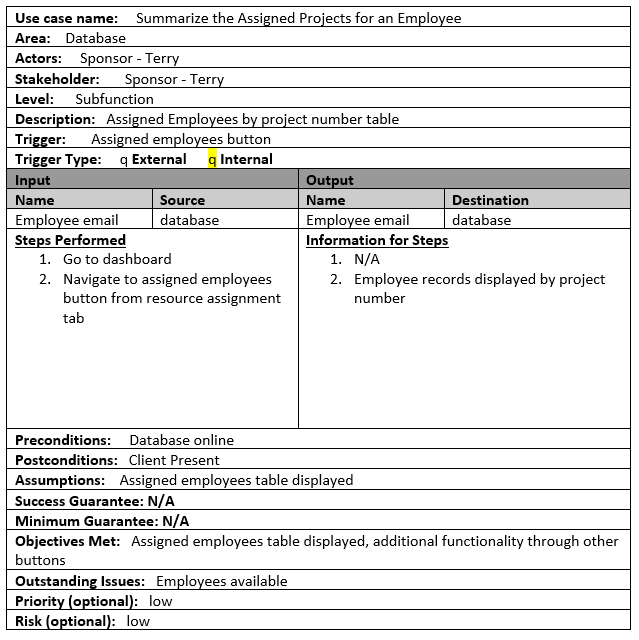 Use case name: Summarize the Assigned Projects for an Employee
Area: Database
Actors: Sponsor - Terry
Stakeholder: Sponsor - Terry
Level: Subfunction
Description: Assigned Employees by project number table
Trigger: Assigned employees button
Trigger Type: q External q Internal
Input Output
Name Source Name Destination
Employee email database Employee email database
Steps Performed
1. Go to dashboard
2. Navigate to assigned employees
button from resource assignment
tab
Information for Steps
1. N/A
2. Employee records displayed by project
number
Preconditions: Database online
Postconditions: Client Present
Assumptions: Assigned employees table displayed
Success Guarantee: N/A
Minimum Guarantee: N/A
Objectives Met: Assigned employees table displayed, additional functionality through other
buttons
Outstanding Issues: Employees available
Priority (optional): low
Risk (optional): low